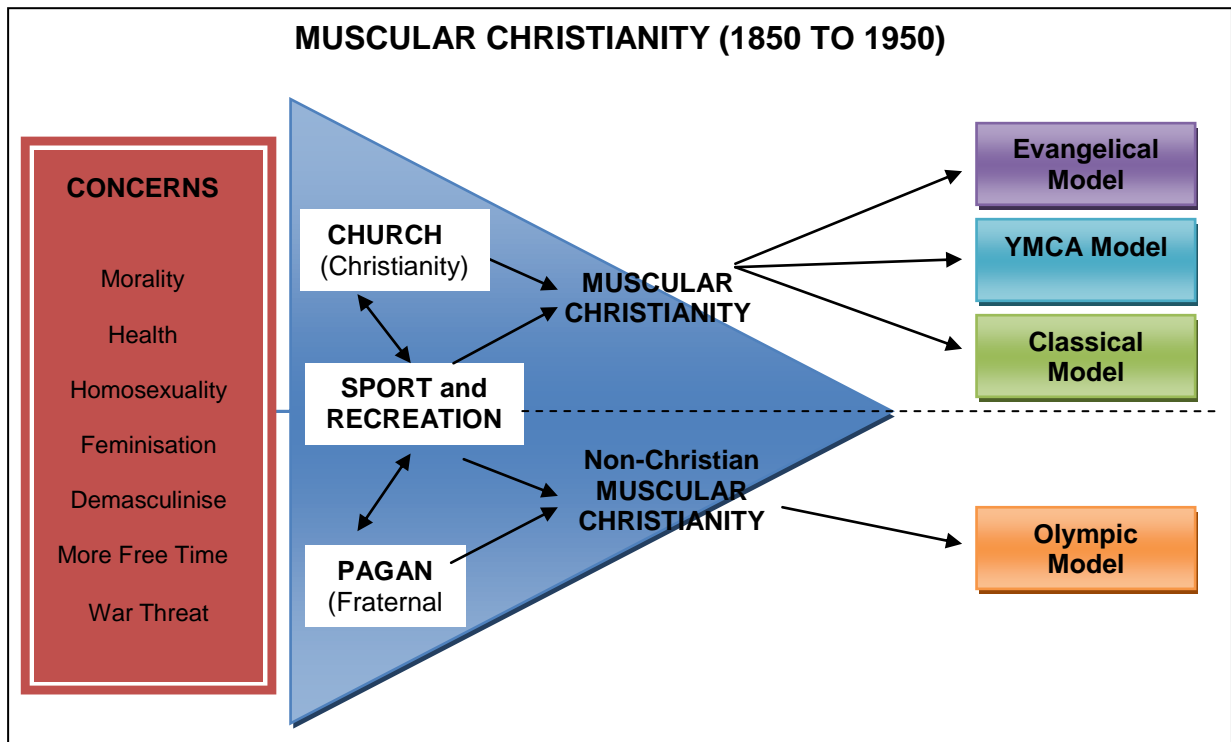 MUSCULAR CHRISTIANITY (1850 TO 1950)
CONCERNS
Morality
Health
Homosexuality
Feminisation
Demasculinise
More Free Time
War Threat
CHURCH
(Christianity)
SPORT and
RECREATION
PAGAN
(Fraternal
MUSCULAR
CHRISTIANITY
Non-Christian
MUSCULAR
CHRISTIANITY
Evangelical
Model
YMCA Model
Classical
Model
Olympic
Model